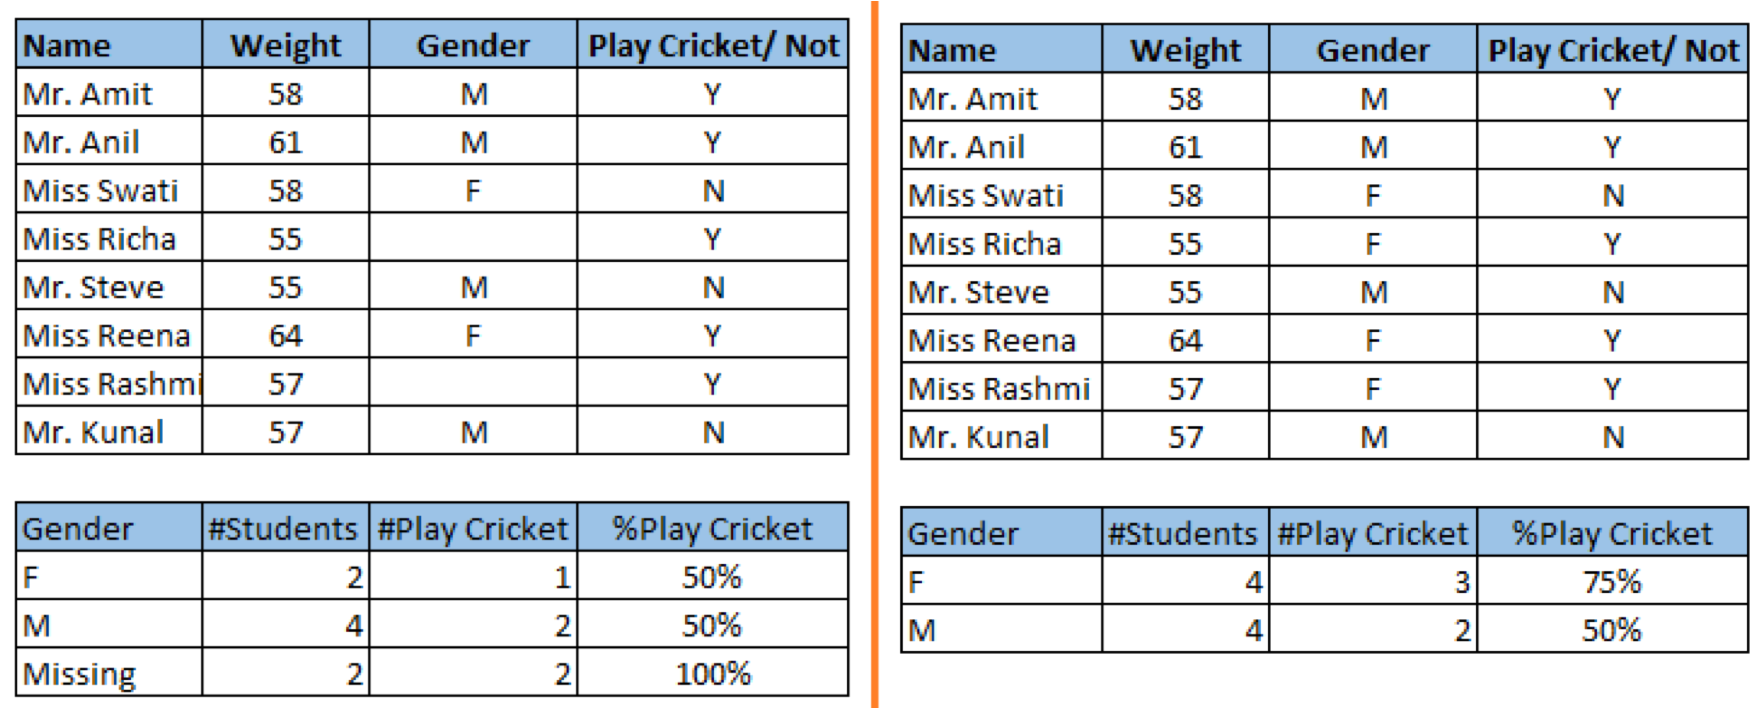 Name Weight Gender Play Cricket/ Not
Mr. Amit 58 M Y
Mr. Anil 61 M Y
Miss Swati 58 F N
Miss Richa 55 Y
Mr. Steve 55 M N
Miss Reena 64 F Y
Miss Rashmi 57 Y
Mr. Kunal 57 M N
Gender #Students #Play Cricket %Play Cricket
F 2 1 50%
M 4 2 50%
Missing 2 2 100%
Name Weight Gender Play Cricket/ Not
Mr. Amit 58 M Y
Mr. Anil 61 M Y
Miss Swati 58 F N
Miss Richa 55 F Y
Mr. Steve 55 M N
Miss Reena 64 F Y
Miss Rashmi 57 F Y
Mr. Kunal 57 M N
Gender #Students #Play Cricket %Play Cricket
F 4 3 75%
M 4 2 50%